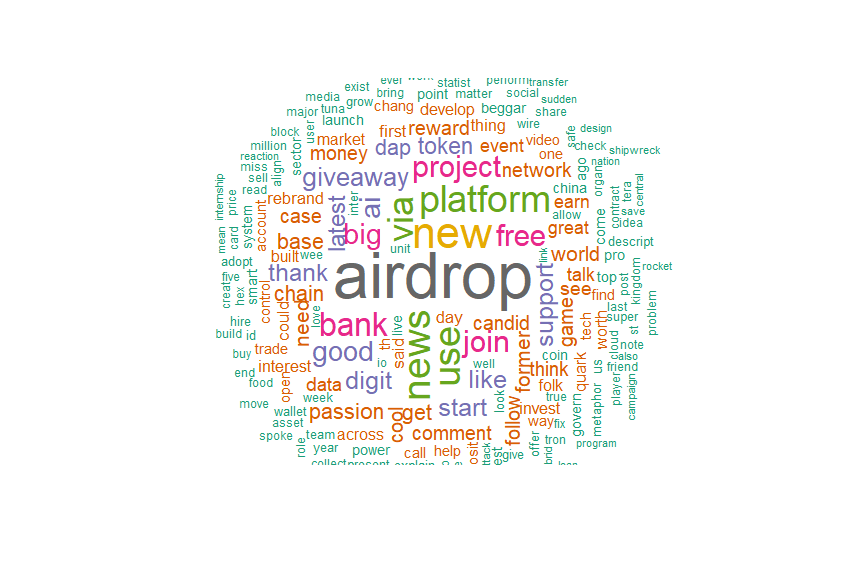 ever work statist perform transfer
exist bring point matter social sudden
media tuna grow chang develop beggar share
major user launch first reward thing wire safe design
block million sector market dap token event video check shipwreck
reaction miss align money project network one ago nation
sell read giveaway platform earn china organ tera
internship price rebrand inter ai via allow come contract save central
mean card system account case latest big new free great idea
adopt base built wee unit world pro descript
five creat hex smart control thank airdrop link support talk top post kingdom rocket
chain see find
hire could need love bank live day candid game tech worth last super problem
build id trade th said news use join former coin quark cloud st note
buy interest good io well think us also friend
end food open data digit like folk true govern metaphor player campaign
move week wallet passion cool get start look follow invest
asset comment way fix
spoke role team across offer tron program
year power call help give
collect present explain